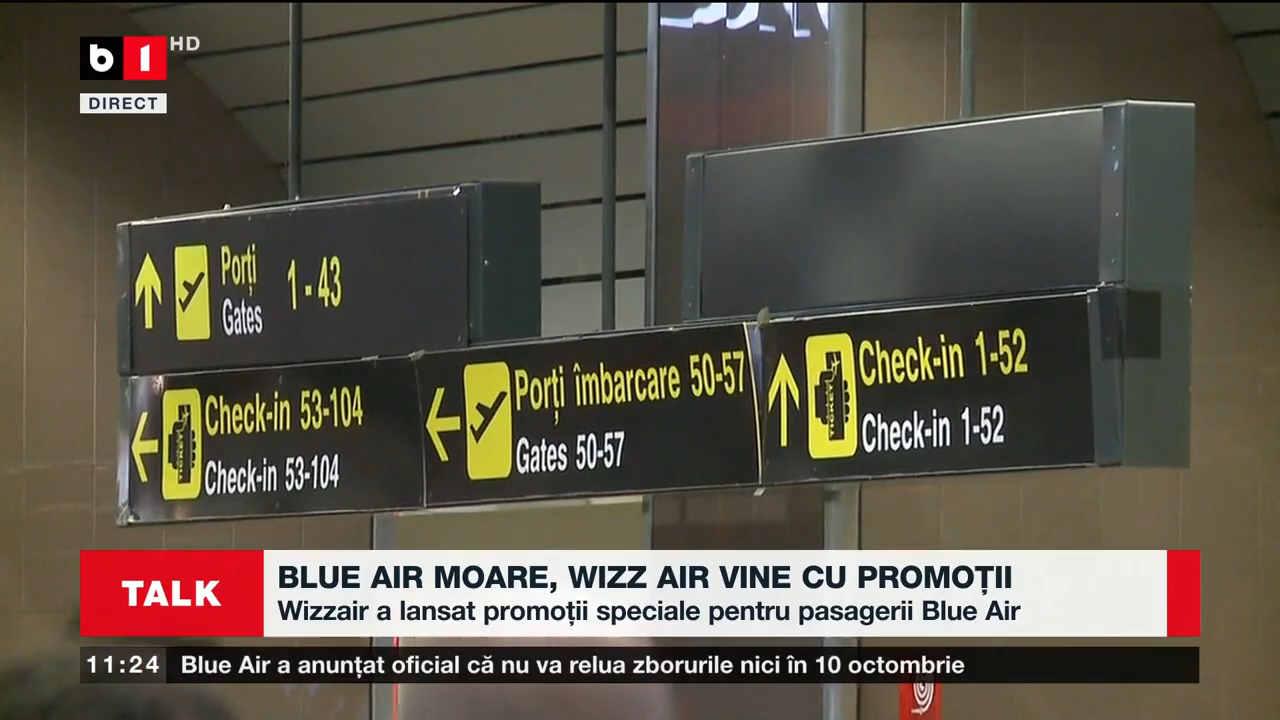 b1 HD
DIRECT
Porți
Gates
1 - 43
Check-in 53-104
Check-in 53-104
Porți îmbarcare 50-57
Gates 50-57
Check-in 1-52
Check-in 1-52
TICKET
TICKET
TALK
BLUE AIR MOARE, WIZZ AIR VINE CU PROMOȚII
Wizzair a lansat promoții speciale pentru pasagerii Blue Air
11:24 Blue Air a anunțat oficial că nu va relua zborurile nici în 10 octombrie